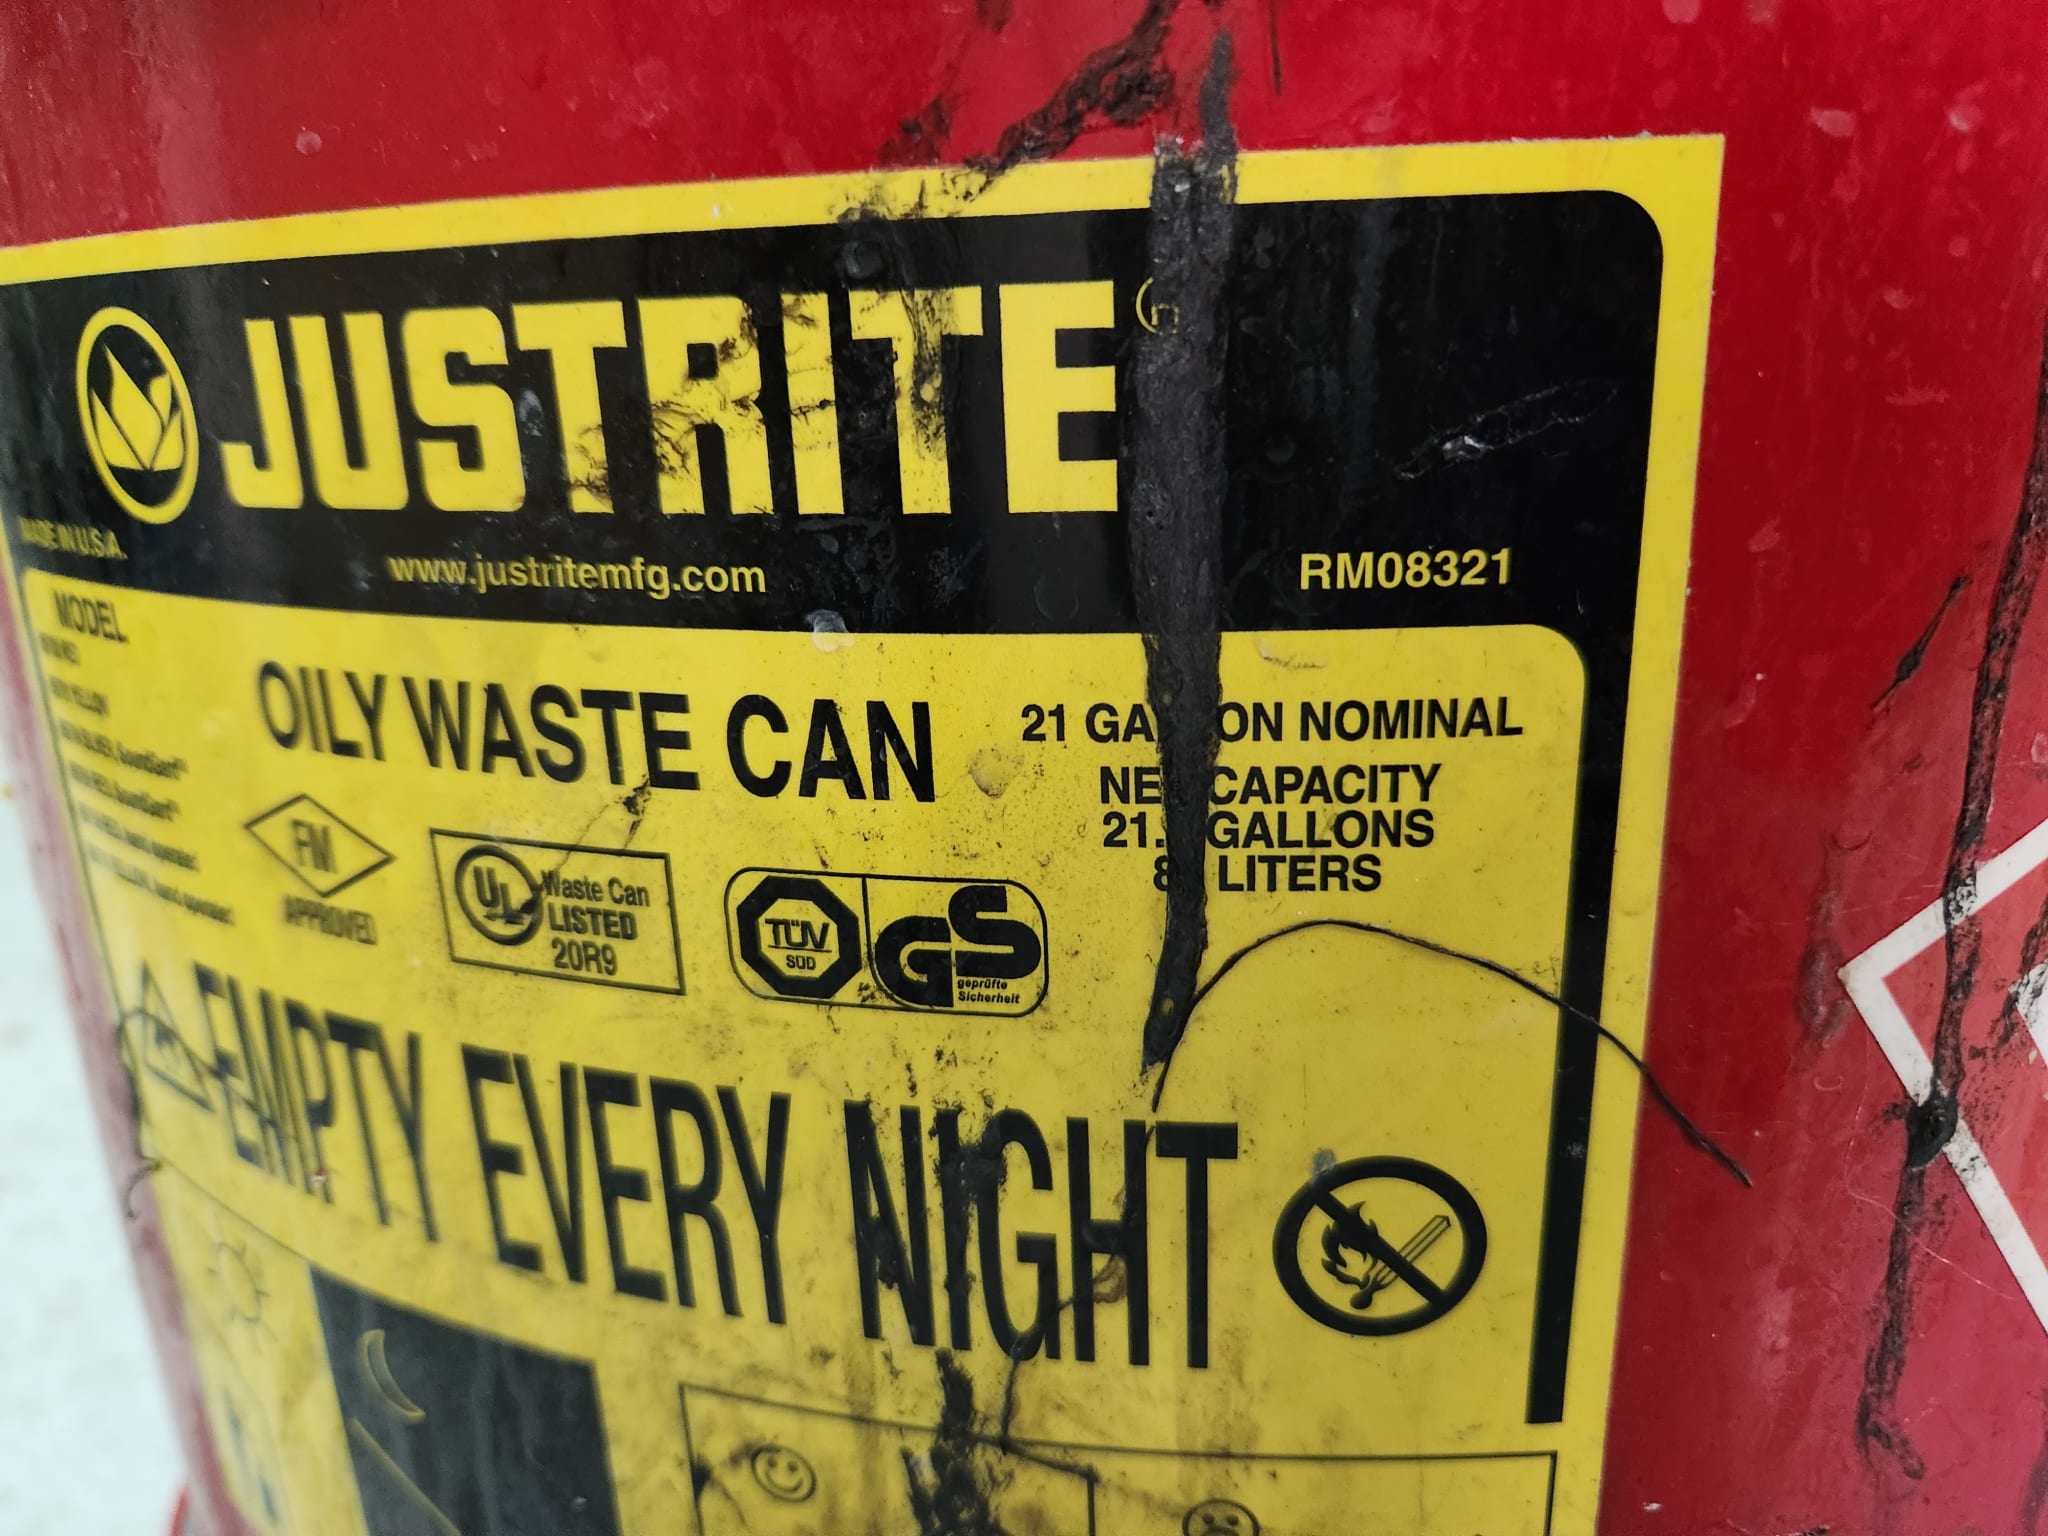 JUSTRITE
MADE IN U.S.A.
www.justritemfg.com
RM08321
MODEL
OILY WASTE CAN
21 GA ON NOMINAL
NE CAPACITY
21. GALLONS
8 LITERS
FM
APPROVED
UL
Waste Can
LISTED
20R9
TÜV
SÜD
GS
geprüfte
Sicherheit
EMPTY EVERY NIGHT